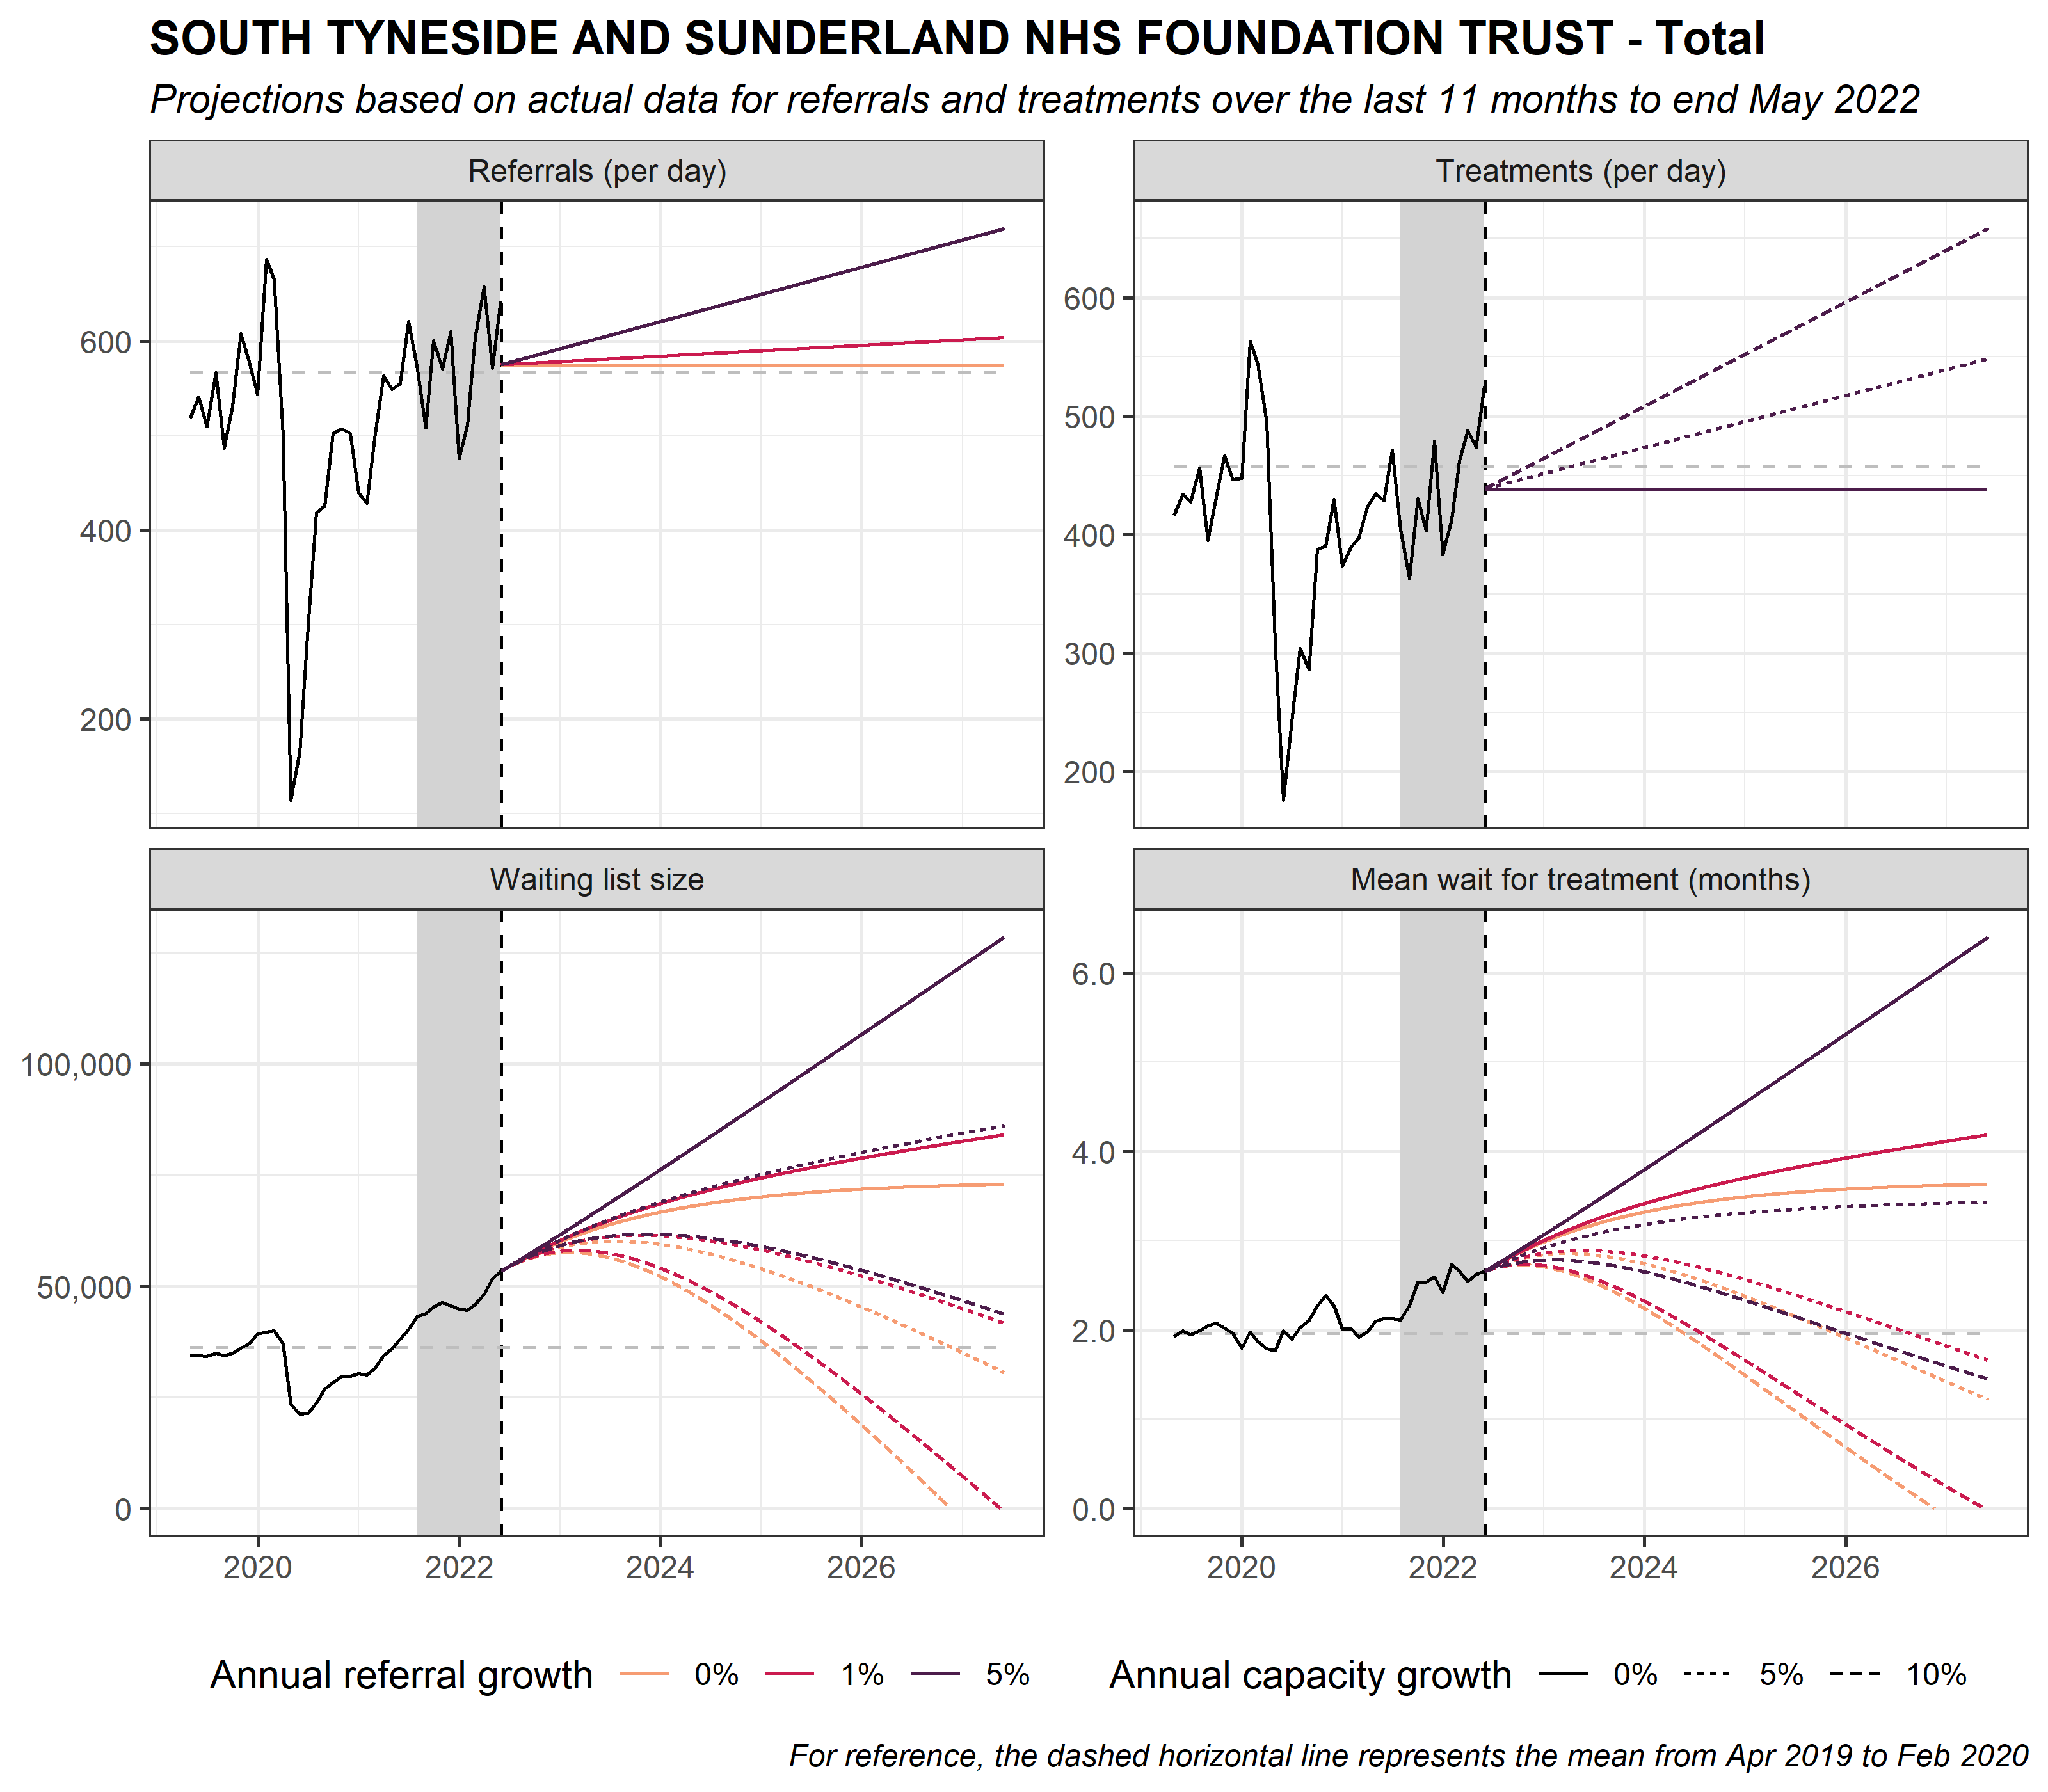 SOUTH TYNESIDE AND SUNDERLAND NHS FOUNDATION TRUST - Total
Projections based on actual data for referrals and treatments over the last 11 months to end May 2022
Referrals (per day)
600
400
200
Treatments (per day)
600
500
400
300
200
Waiting list size
100,000
50,000
0
2020 2022 2024 2026
Mean wait for treatment (months)
6.0
4.0
2.0
0.0
2020 2022 2024 2026
Annual referral growth 0% 1% 5%
Annual capacity growth 0% 5% 10%
For reference, the dashed horizontal line represents the mean from Apr 2019 to Feb 2020